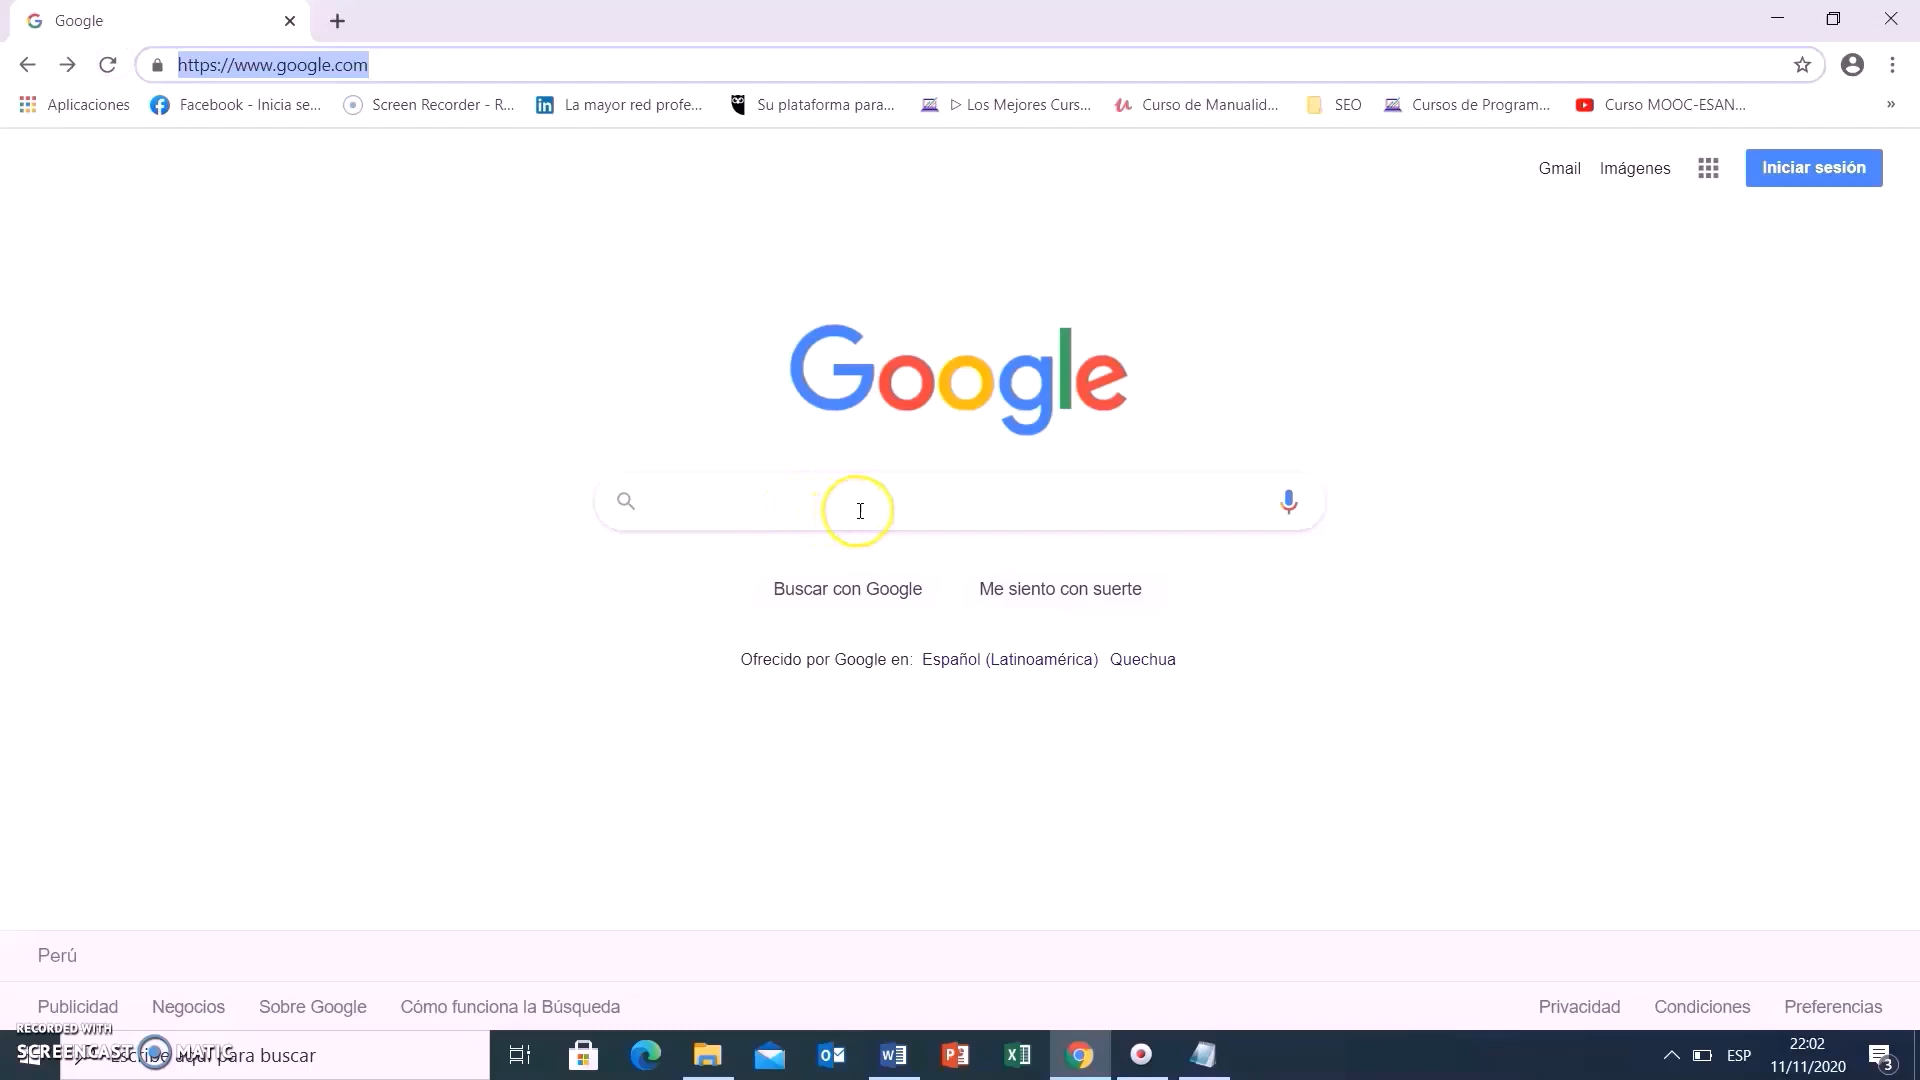 Google
https://www.google.com
Aplicaciones
Facebook - Inicia se...
Screen Recorder - R...
La mayor red profe...
Su plataforma para...
▷ Los Mejores Curs...
Curso de Manualid...
SEO
Cursos de Program...
Curso MOOC-ESAN...
»
Gmail
Imágenes
Iniciar sesión
Google
Buscar con Google
Me siento con suerte
Ofrecido por Google en: Español (Latinoamérica) Quechua
Perú
Publicidad
Negocios
Sobre Google
Cómo funciona la Búsqueda
Privacidad
Condiciones
Preferencias
RECORDED WITH
SCREENCAST MATIC
Escribe aquí para buscar
ESP
22:02
11/11/2020
3